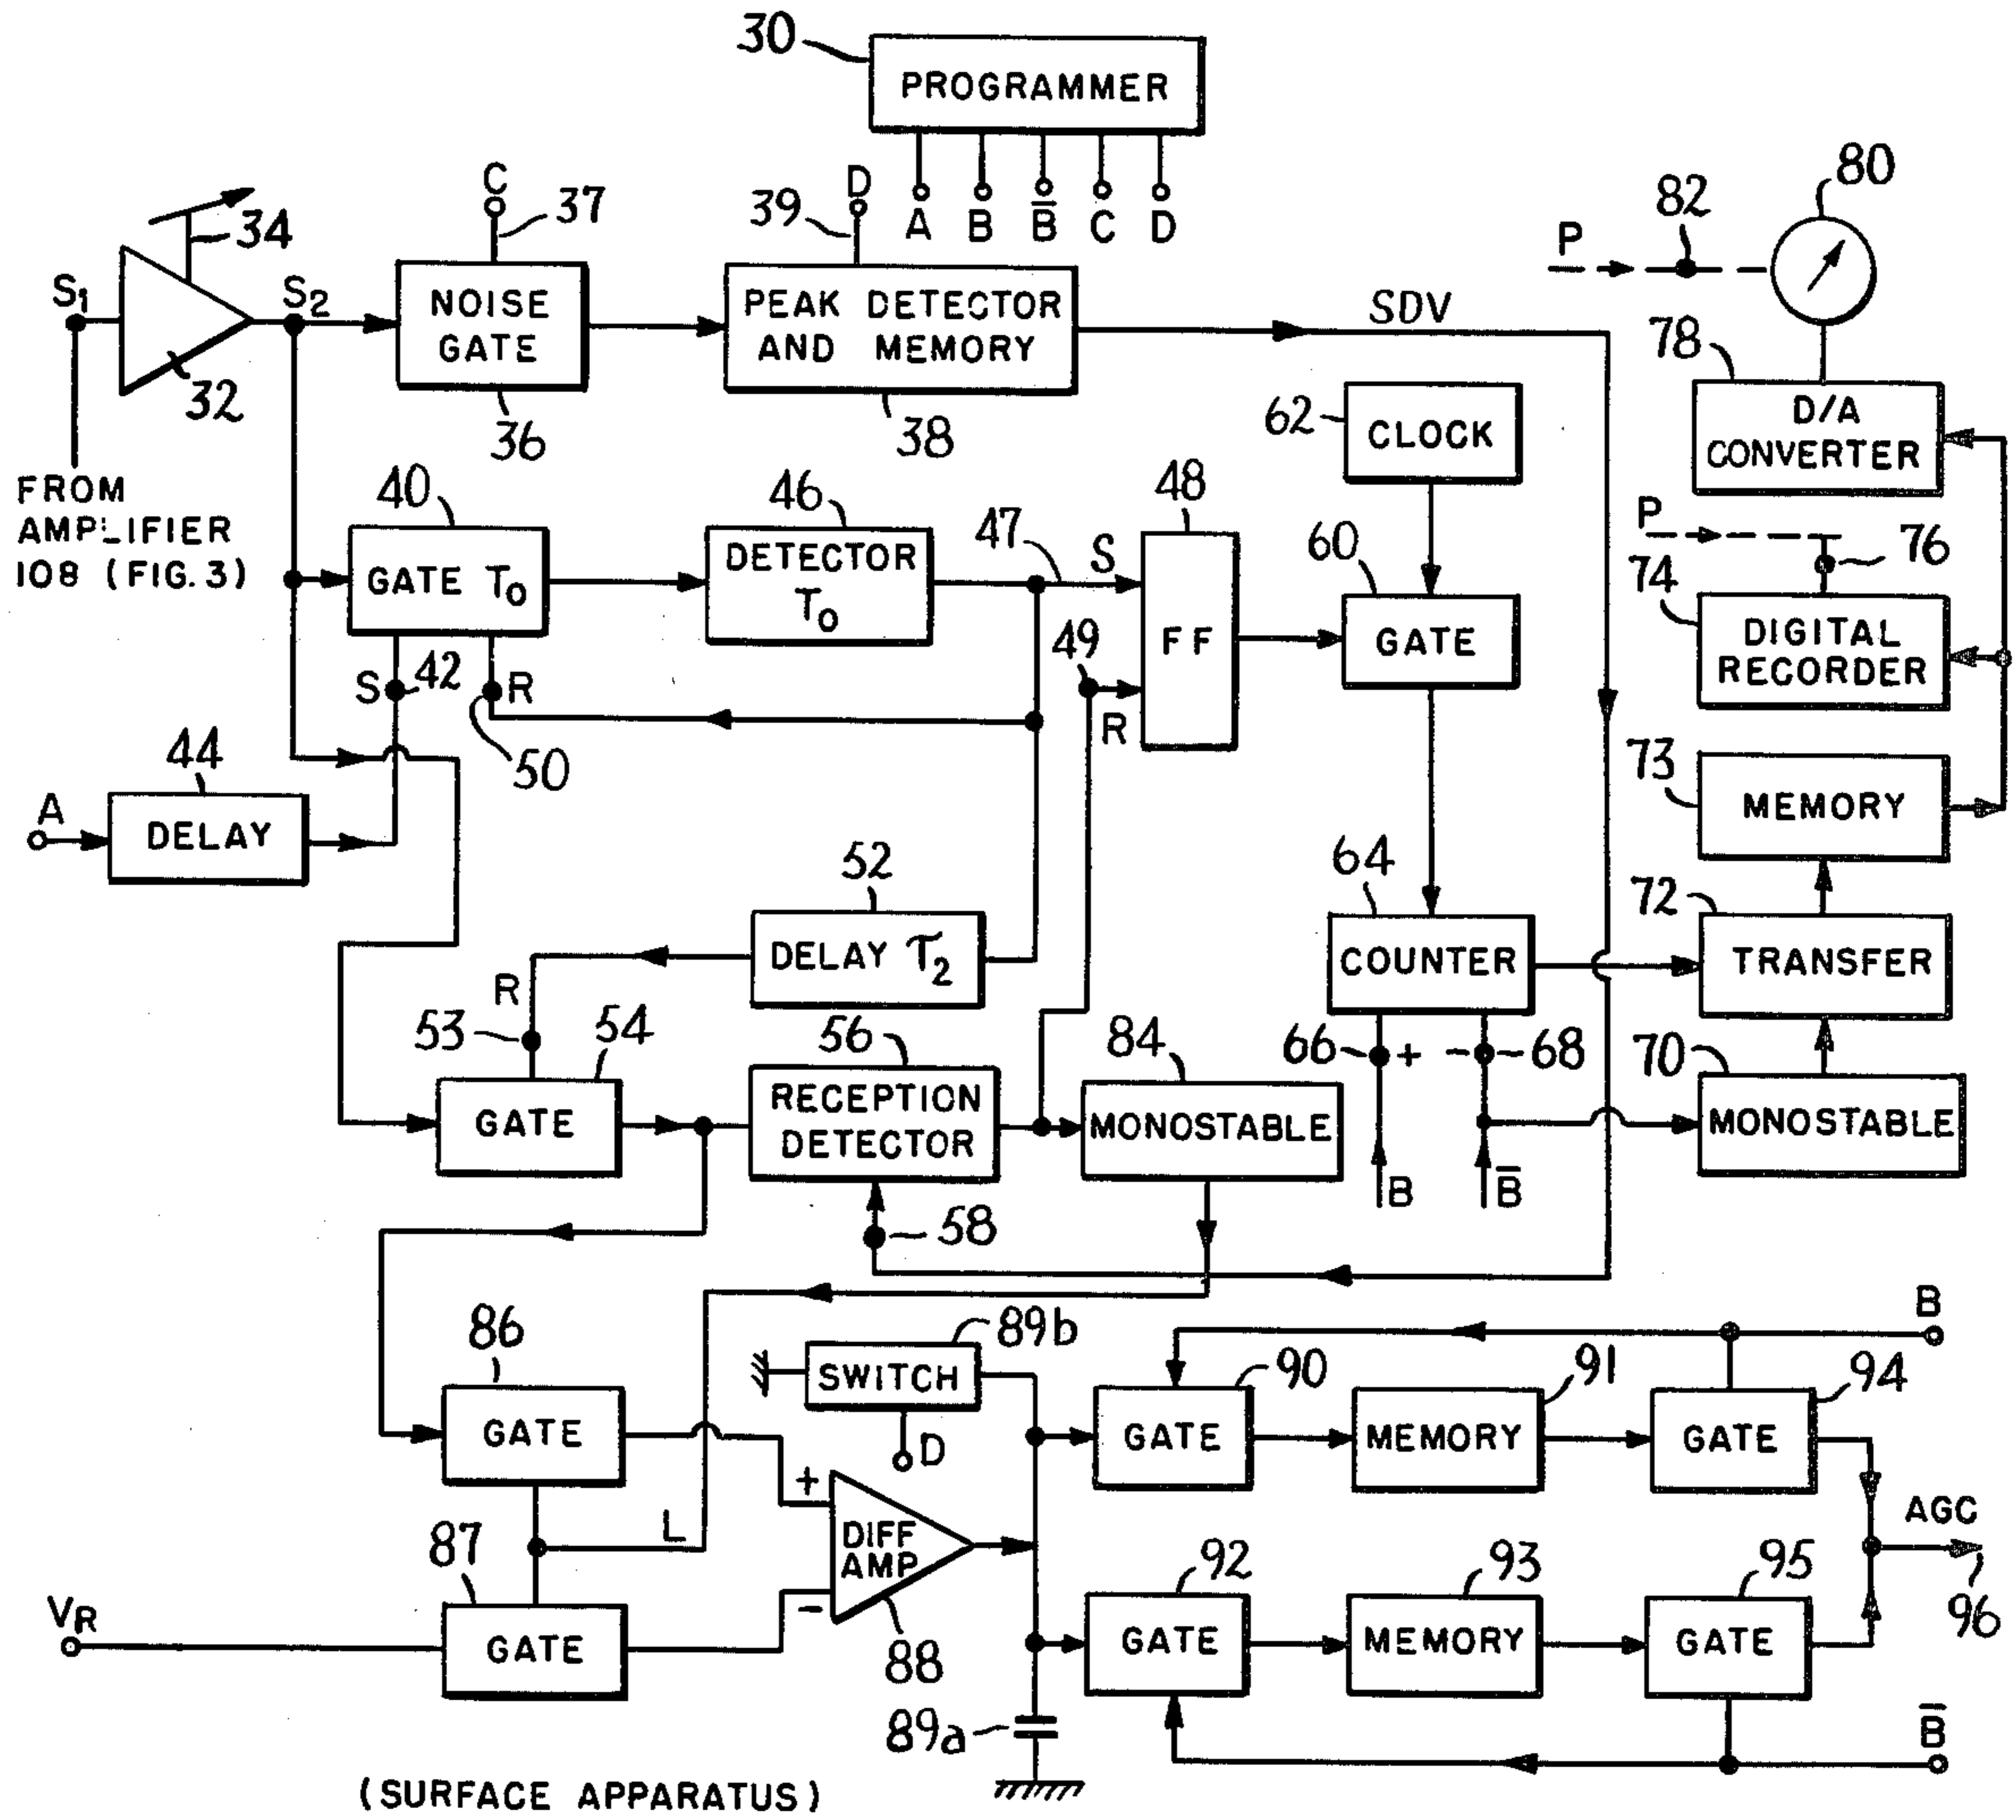 30
PROGRAMMER
A B B̅ C D
C
37
D
39
34
S1
S2
32
NOISE
GATE
36
PEAK DETECTOR
AND MEMORY
38
SDV
P
82
80
78
D/A
CONVERTER
62
CLOCK
FROM
AMPLIFIER
108 (FIG. 3)
40
GATE T0
46
DETECTOR
T0
47
S
48
FF
49
R
60
GATE
P
76
74
DIGITAL
RECORDER
S
42
R
50
44
A
DELAY
73
MEMORY
52
DELAY τ2
64
COUNTER
72
TRANSFER
R
53
54
GATE
56
RECEPTION
DETECTOR
84
MONOSTABLE
66
+
-
68
70
MONOSTABLE
B
B̅
58
86
GATE
89b
SWITCH
D
90
GATE
91
MEMORY
94
GATE
B
L
87
GATE
VR
+
DIFF
AMP
-
88
92
GATE
93
MEMORY
95
GATE
AGC
96
89a
B̅
(SURFACE APPARATUS)